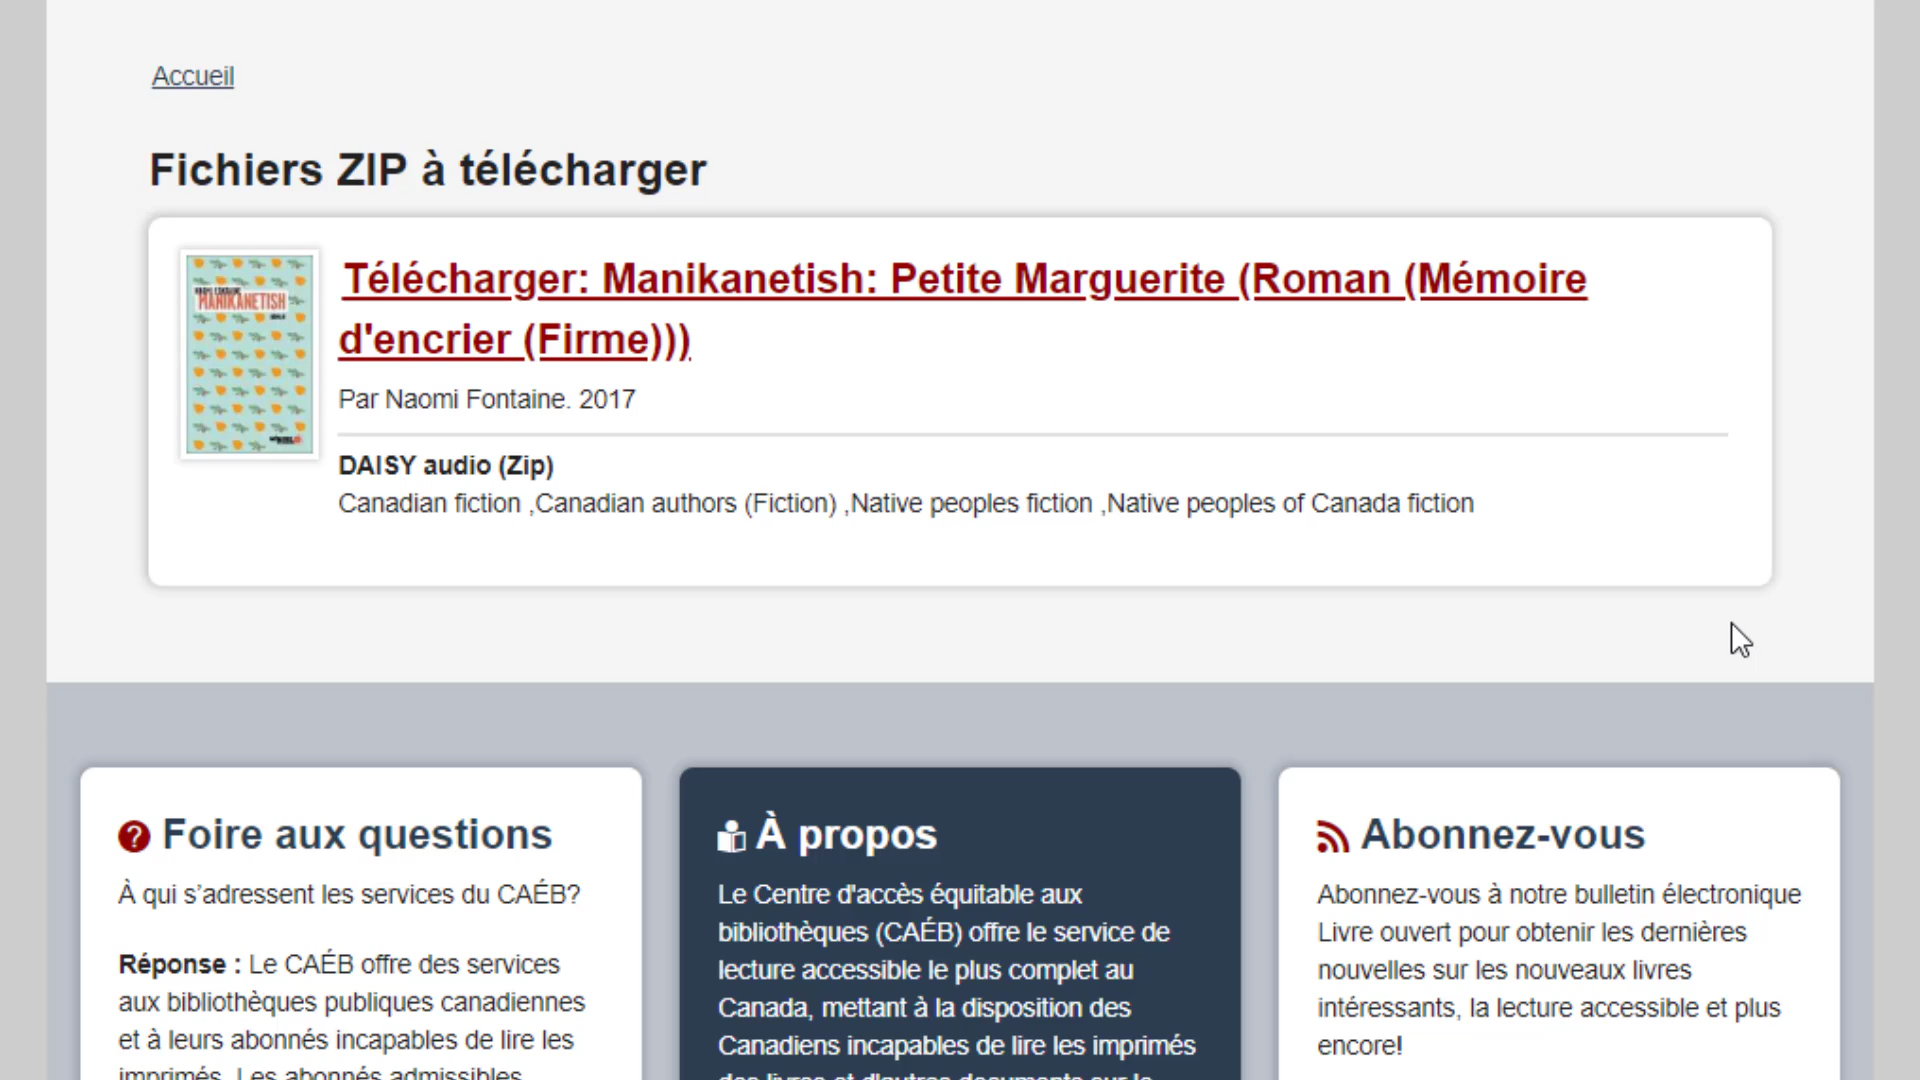 Accueil
Fichiers ZIP à télécharger
MANIKANETISH
Télécharger: Manikanetish: Petite Marguerite (Roman (Mémoire
d'encrier (Firme)))
Par Naomi Fontaine. 2017
DAISY audio (Zip)
Canadian fiction ,Canadian authors (Fiction) ,Native peoples fiction ,Native peoples of Canada fiction
Foire aux questions
À qui s’adressent les services du CAÉB?
Réponse : Le CAÉB offre des services
aux bibliothèques publiques canadiennes
et à leurs abonnés incapables de lire les
imprimés. Les abonnés admissibles
À propos
Le Centre d'accès équitable aux
bibliothèques (CAÉB) offre le service de
lecture accessible le plus complet au
Canada, mettant à la disposition des
Canadiens incapables de lire les imprimés
des livres et d'autres documents sur le
Abonnez-vous
Abonnez-vous à notre bulletin électronique
Livre ouvert pour obtenir les dernières
nouvelles sur les nouveaux livres
intéressants, la lecture accessible et plus
encore!